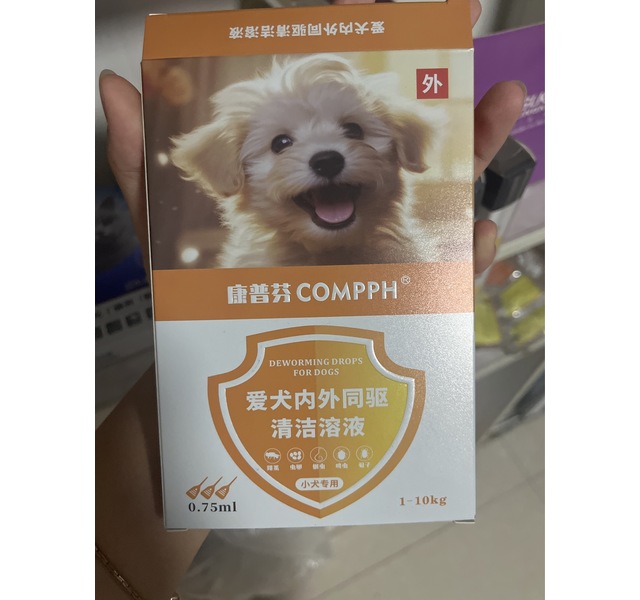 爱犬内外同驱清洁溶液
外
康普芬 COMPPH®
DEWORMING DROPS
FOR DOGS
爱犬内外同驱
清洁溶液
小犬专用
0.75ml
1-10kg